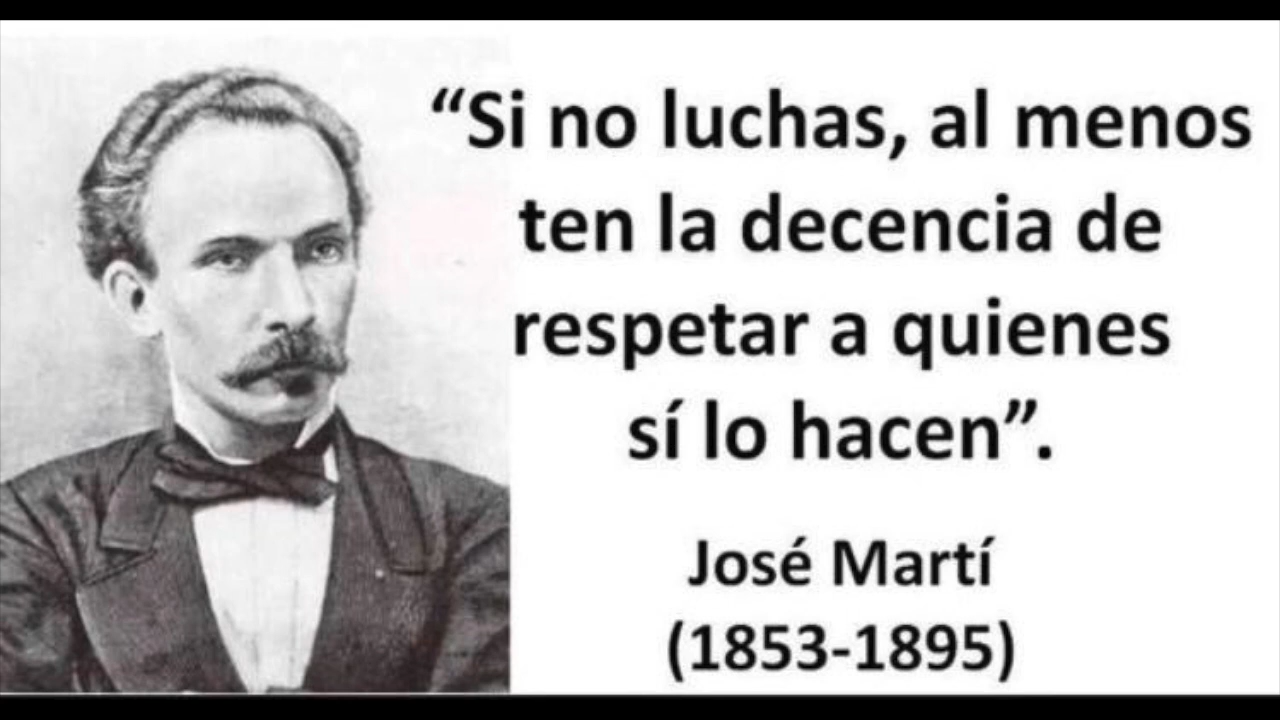 “Si no luchas, al menos
ten la decencia de
respetar a quienes
sí lo hacen”.
José Martí
(1853-1895)